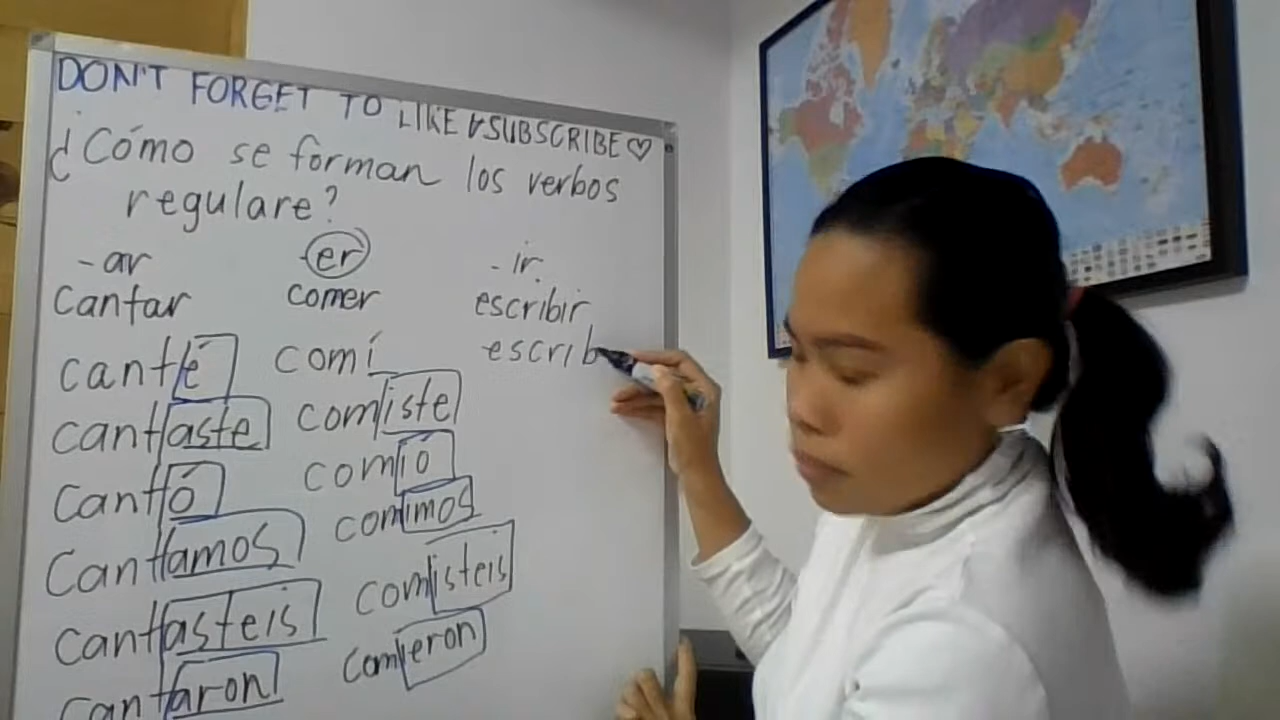 DON'T FORGET TO LIKE & SUBSCRIBE ♡
¿Cómo se forman los verbos
regulare?
-ar -er -ir
cantar comer escribir
canté comí escrib
cantaste comiste
cantó comió
cantamos comimos
cantasteis comisteis
cantaron comieron